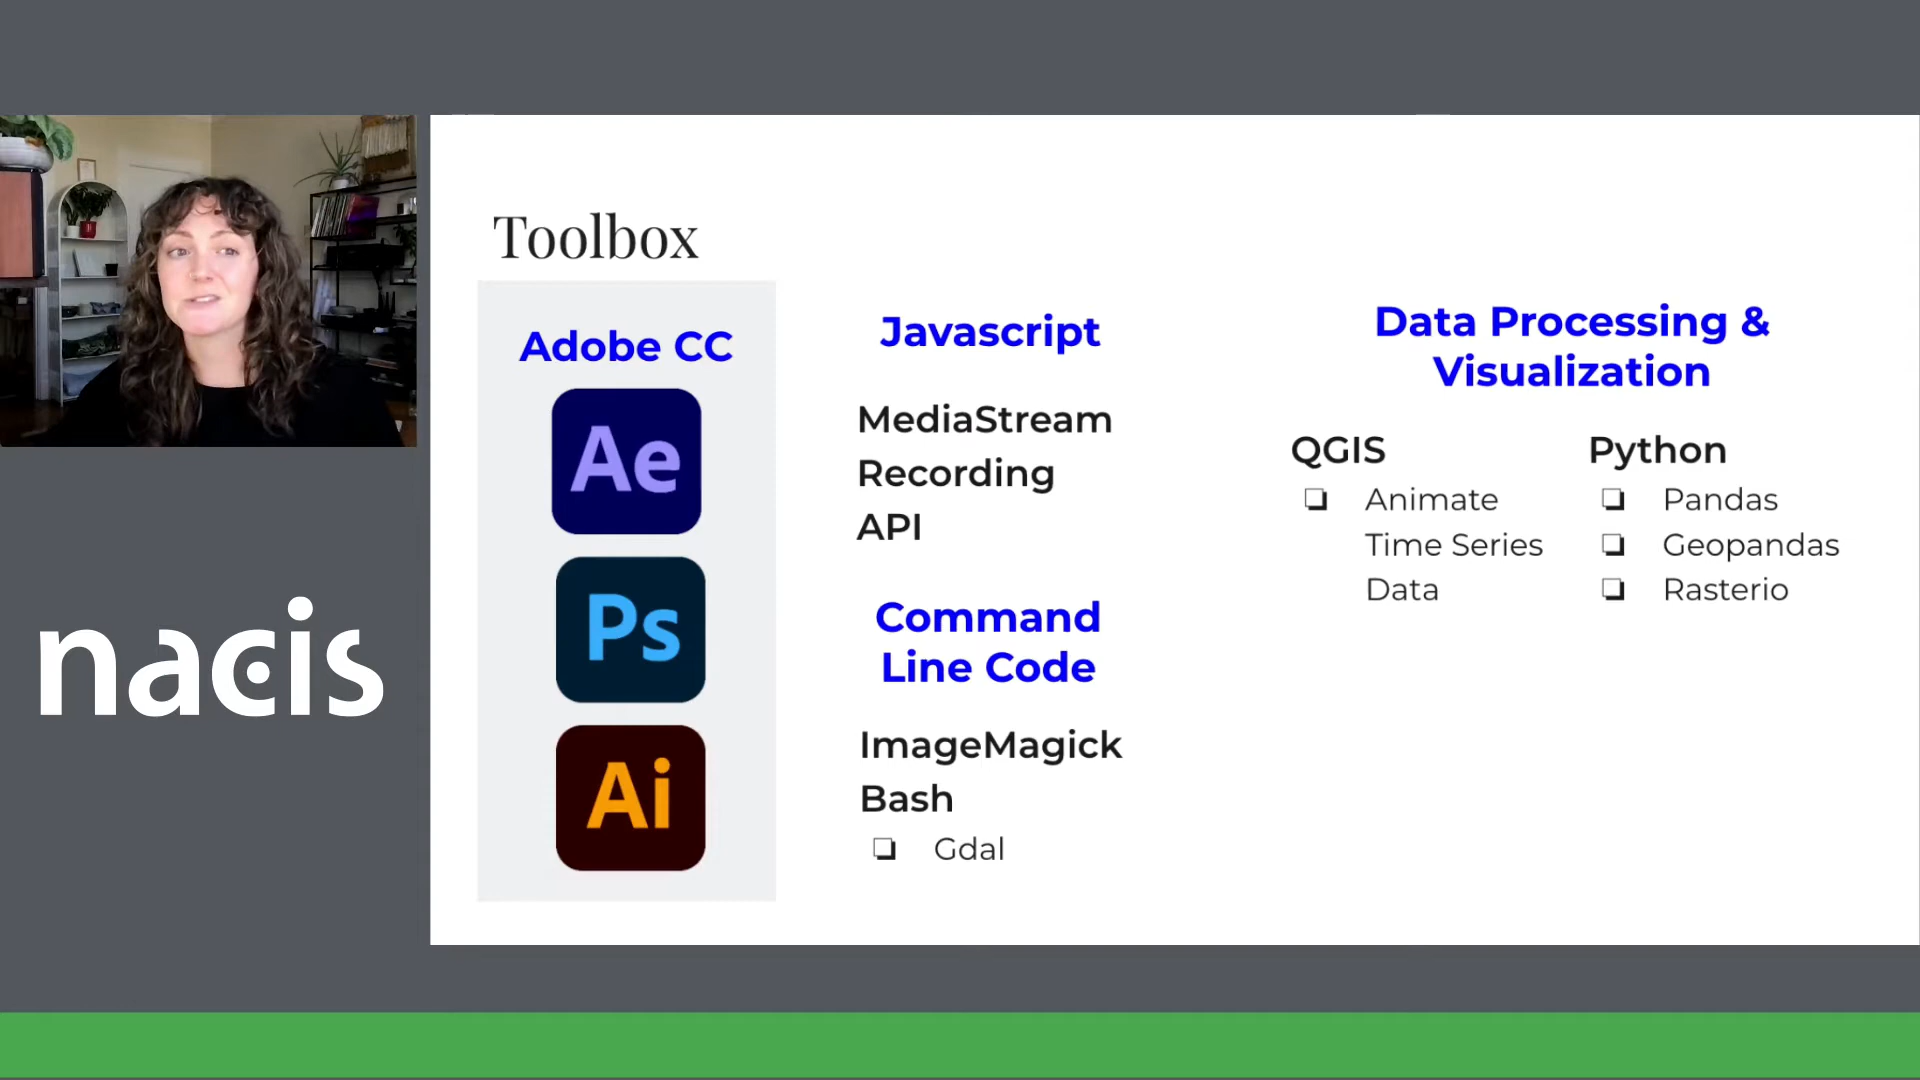 Toolbox
Adobe CC
Ae
Ps
Ai
Javascript
MediaStream
Recording
API
Command
Line Code
ImageMagick
Bash
❏ Gdal
Data Processing &
Visualization
QGIS
❏ Animate
Time Series
Data
Python
❏ Pandas
❏ Geopandas
❏ Rasterio
nacis